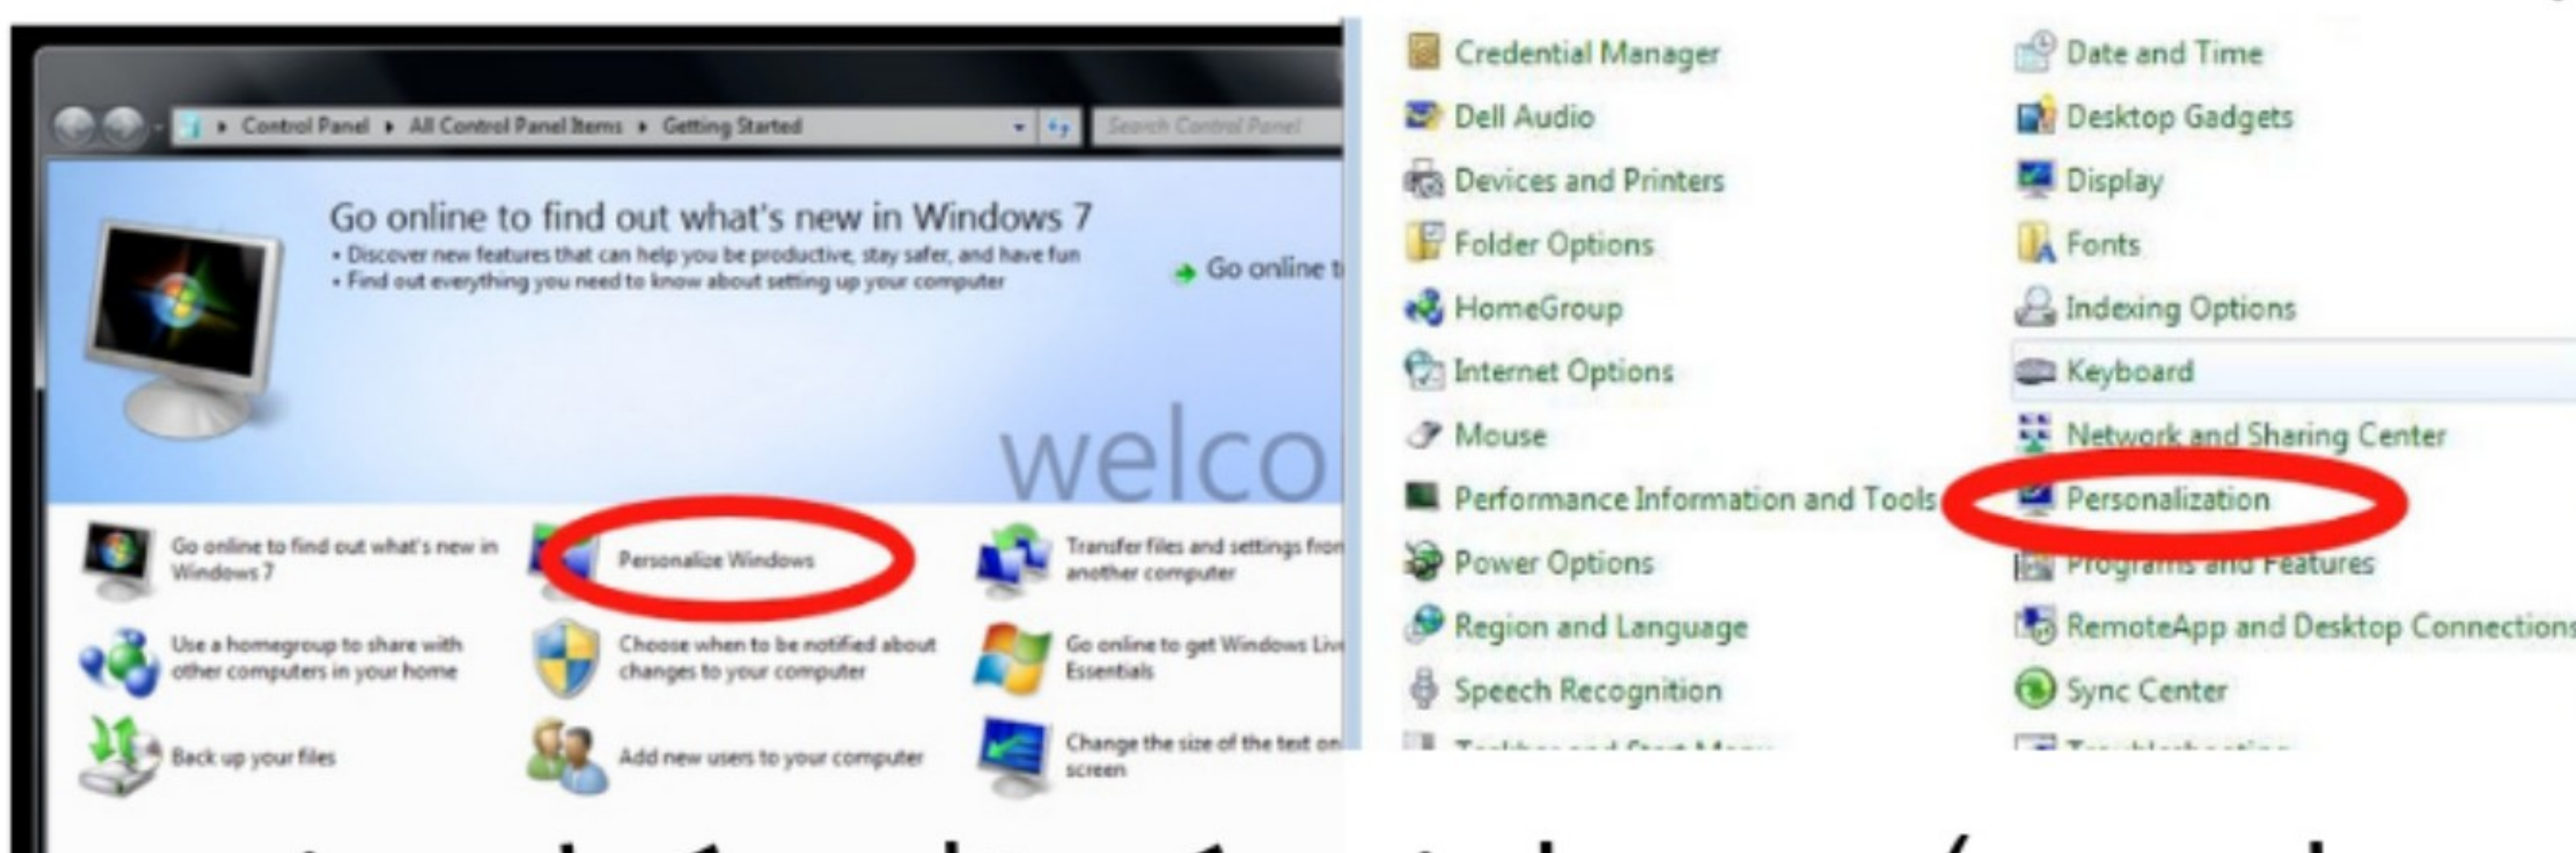 Control Panel ▸ All Control Panel Items ▸ Getting Started
Search Control Panel
Go online to find out what's new in Windows 7
• Discover new features that can help you be productive, stay safer, and have fun
• Find out everything you need to know about setting up your computer
Go online
welco
Go online to find out what's new in
Windows 7
Personalize Windows
Transfer files and settings from
another computer
Use a homegroup to share with
other computers in your home
Choose when to be notified about
changes to your computer
Go online to get Windows Live
Essentials
Back up your files
Add new users to your computer
Change the size of the text on
screen
Credential Manager
Dell Audio
Devices and Printers
Folder Options
HomeGroup
Internet Options
Mouse
Performance Information and Tools
Power Options
Region and Language
Speech Recognition
Date and Time
Desktop Gadgets
Display
Fonts
Indexing Options
Keyboard
Network and Sharing Center
Personalization
Programs and Features
RemoteApp and Desktop Connections
Sync Center